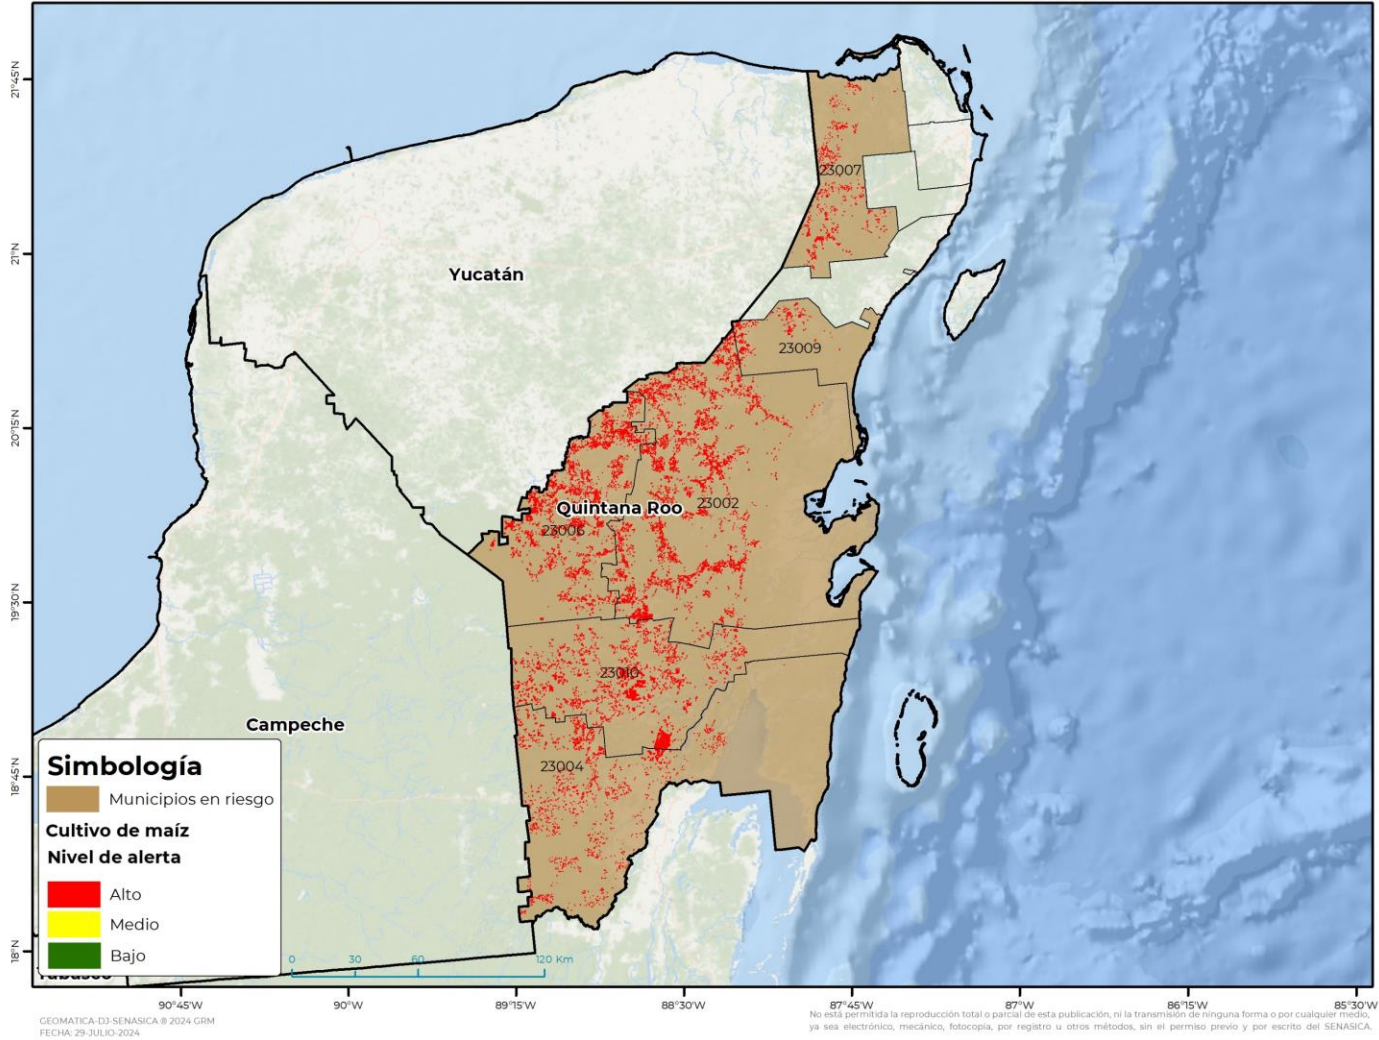 21°45'N
21°N
20°15'N
19°30'N
18°45'N
18°N
23007
Yucatán
23009
Quintana Roo
23002
23006
23010
Campeche
23004
Simbología
Municipios en riesgo
Cultivo de maíz
Nivel de alerta
Alto
Medio
Bajo
Tabasco
0 30 60 120 Km
90°45'W 90°W 89°15'W 88°30'W 87°45'W 87°W 86°15'W 85°30'W
GEOMATICA-DJ-SENASICA ® 2024 GRM
FECHA: 29-JULIO-2024
No está permitida la reproducción total o parcial de esta publicación, ni la transmisión de ninguna forma o por cualquier medio,
ya sea electrónico, mecánico, fotocopia, por registro u otros métodos, sin el permiso previo y por escrito del SENASICA.